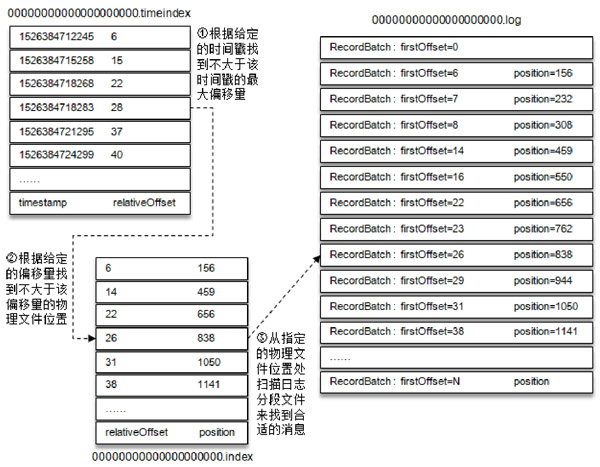 00000000000000000000.timeindex
1526384712245 6
1526384715258 15
1526384718268 22
1526384718283 28
1526384721295 37
1526384724299 40
……
timestamp relativeOffset
①根据给定
的时间戳找
到不大于该
时间戳的最
大偏移量
②根据给定
的偏移量找
到不大于该
偏移量的物
理文件位置
6 156
14 459
22 656
26 838
31 1050
38 1141
……
relativeOffset position
00000000000000000000.index
③从指定
的物理文
件位置处
扫描日志
分段文件
来找到合
适的消息
00000000000000000000.log
RecordBatch: firstOffset=0
RecordBatch: firstOffset=6 position=156
RecordBatch: firstOffset=7 position=232
RecordBatch: firstOffset=8 position=308
RecordBatch: firstOffset=14 position=459
RecordBatch: firstOffset=16 position=550
RecordBatch: firstOffset=22 position=656
RecordBatch: firstOffset=23 position=762
RecordBatch: firstOffset=26 position=838
RecordBatch: firstOffset=29 position=944
RecordBatch: firstOffset=31 position=1050
RecordBatch: firstOffset=38 position=1141
……
RecordBatch: firstOffset=N position